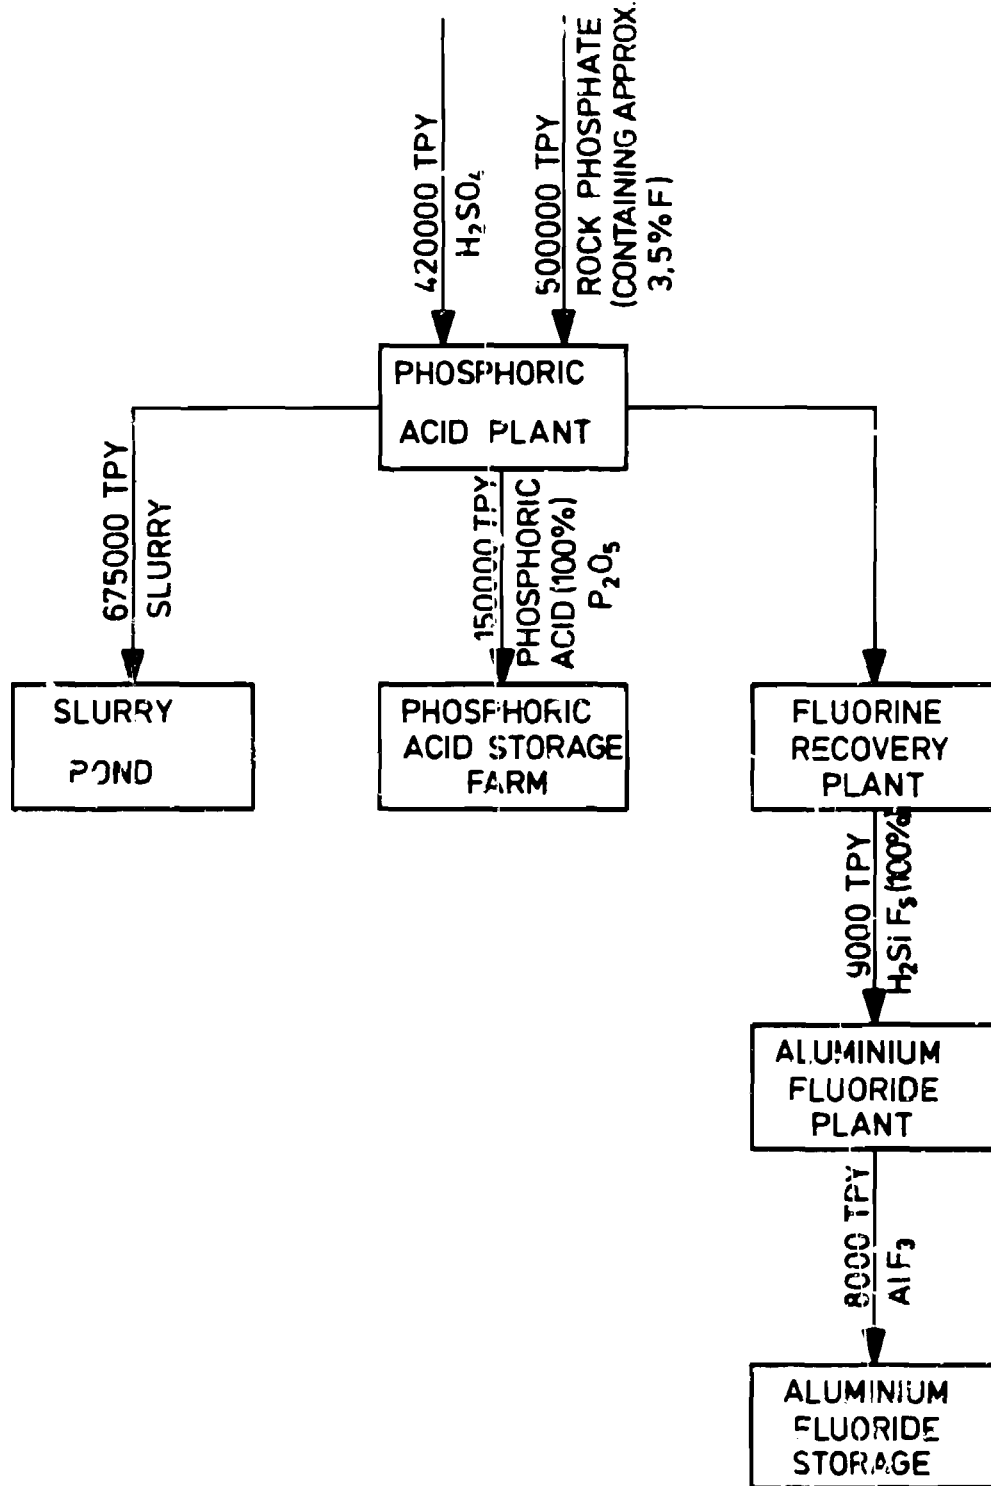 420000 TPY
H₂SO₄
500000 TPY
ROCK PHOSPHATE
(CONTAINING APPROX.
3,5% F)
PHOSPHORIC
ACID PLANT
675000 TPY
SLURRY
150000 TPY
PHOSPHORIC
ACID (100%)
P₂O₅
SLURRY
POND
PHOSPHORIC
ACID STORAGE
FARM
FLUORINE
RECOVERY
PLANT
9000 TPY
H₂SiF₅ (100%)
ALUMINIUM
FLUORIDE
PLANT
8000 TPY
AlF₃
ALUMINIUM
FLUORIDE
STORAGE